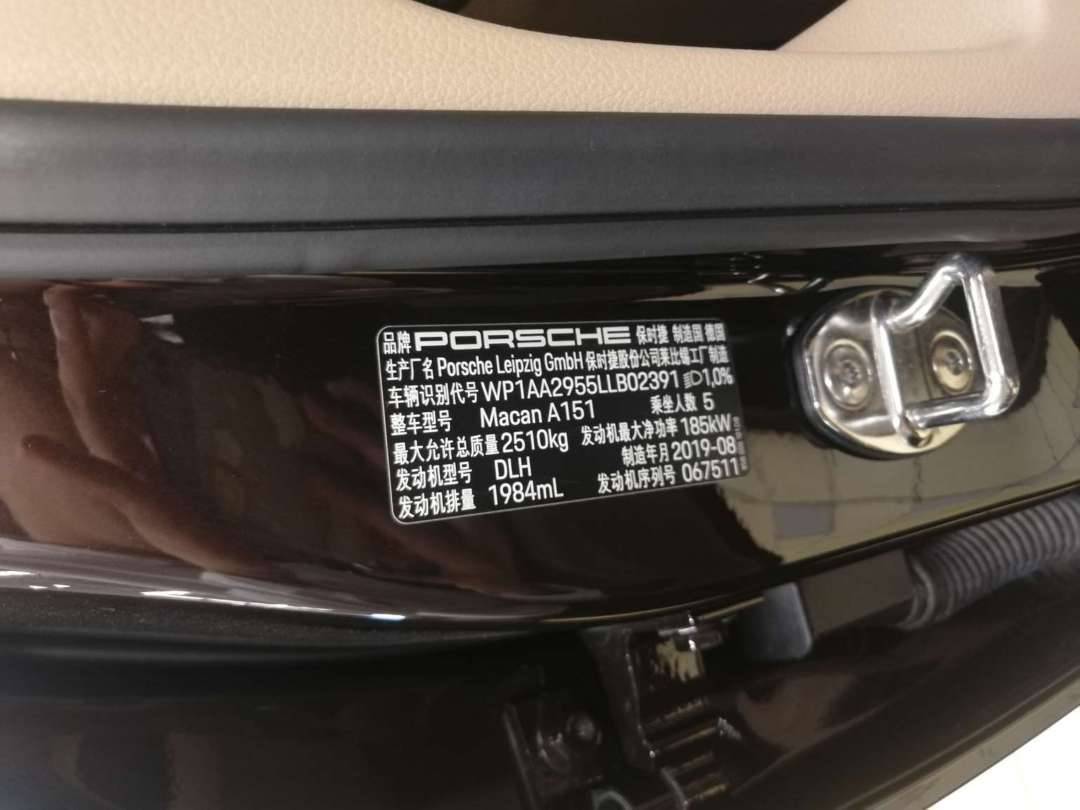 品牌 PORSCHE 保时捷 制造国 德国
生产厂名 Porsche Leipzig GmbH 保时捷股份公司莱比锡工厂制造
车辆识别代号 WP1AA2955LLB02391 1,0%
整车型号 Macan A151 乘坐人数 5
最大允许总质量 2510kg 发动机最大净功率 185kW
发动机型号 DLH 制造年月 2019-08
发动机排量 1984mL 发动机序列号 067511